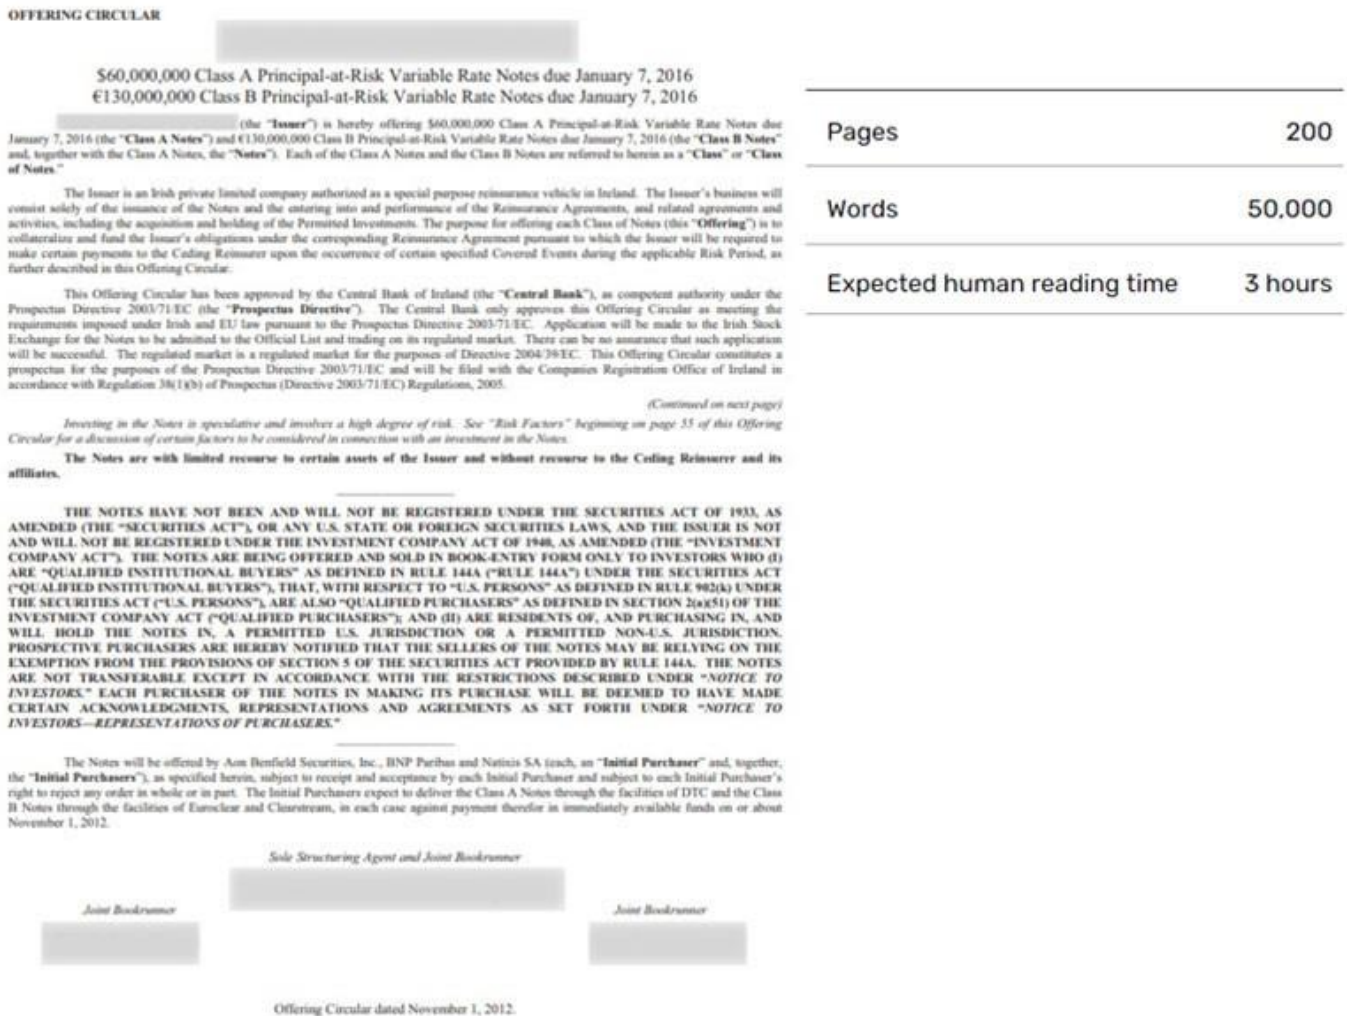 OFFERING CIRCULAR
$60,000,000 Class A Principal-at-Risk Variable Rate Notes due January 7, 2016
€130,000,000 Class B Principal-at-Risk Variable Rate Notes due January 7, 2016
(the “Issuer”) is hereby offering $60,000,000 Class A Principal-at-Risk Variable Rate Notes due
January 7, 2016 (the “Class A Notes”) and €130,000,000 Class B Principal-at-Risk Variable Rate Notes due January 7, 2016 (the “Class B Notes”
and, together with the Class A Notes, the “Notes”). Each of the Class A Notes and the Class B Notes are referred to herein as a “Class” or “Class
of Notes.”
The Issuer is an Irish private limited company authorized as a special purpose reinsurance vehicle in Ireland. The Issuer’s business will
consist solely of the issuance of the Notes and the entering into and performance of the Reinsurance Agreements, and related agreements and
activities, including the acquisition and holding of the Permitted Investments. The purpose for offering each Class of Notes (this “Offering”) is to
collateralize and fund the Issuer’s obligations under the corresponding Reinsurance Agreement pursuant to which the Issuer will be required to
make certain payments to the Ceding Reinsurer upon the occurrence of certain specified Covered Events during the applicable Risk Period, as
further described in this Offering Circular.
This Offering Circular has been approved by the Central Bank of Ireland (the “Central Bank”), as competent authority under the
Prospectus Directive 2003/71/EC (the “Prospectus Directive”). The Central Bank only approves this Offering Circular as meeting the
requirements imposed under Irish and EU law pursuant to the Prospectus Directive 2003/71/EC. Application will be made to the Irish Stock
Exchange for the Notes to be admitted to the Official List and trading on its regulated market. There can be no assurance that such application
will be successful. The regulated market is a regulated market for the purposes of Directive 2004/39/EC. This Offering Circular constitutes a
prospectus for the purposes of the Prospectus Directive 2003/71/EC and will be filed with the Companies Registration Office of Ireland in
accordance with Regulation 38(1)(b) of Prospectus (Directive 2003/71/EC) Regulations, 2005.
(Continued on next page)
Investing in the Notes is speculative and involves a high degree of risk. See “Risk Factors” beginning on page 55 of this Offering
Circular for a discussion of certain factors to be considered in connection with an investment in the Notes.
The Notes are with limited recourse to certain assets of the Issuer and without recourse to the Ceding Reinsurer and its
affiliates.
THE NOTES HAVE NOT BEEN AND WILL NOT BE REGISTERED UNDER THE SECURITIES ACT OF 1933, AS
AMENDED (THE “SECURITIES ACT”), OR ANY U.S. STATE OR FOREIGN SECURITIES LAWS, AND THE ISSUER IS NOT
AND WILL NOT BE REGISTERED UNDER THE INVESTMENT COMPANY ACT OF 1940, AS AMENDED (THE “INVESTMENT
COMPANY ACT”). THE NOTES ARE BEING OFFERED AND SOLD IN BOOK-ENTRY FORM ONLY TO INVESTORS WHO (I)
ARE “QUALIFIED INSTITUTIONAL BUYERS” AS DEFINED IN RULE 144A (“RULE 144A”) UNDER THE SECURITIES ACT
(“QUALIFIED INSTITUTIONAL BUYERS”), THAT, WITH RESPECT TO “U.S. PERSONS” AS DEFINED IN RULE 902(k) UNDER
THE SECURITIES ACT (“U.S. PERSONS”), ARE ALSO “QUALIFIED PURCHASERS” AS DEFINED IN SECTION 2(a)(51) OF THE
INVESTMENT COMPANY ACT (“QUALIFIED PURCHASERS”); AND (II) ARE RESIDENTS OF, AND PURCHASING IN, AND
WILL HOLD THE NOTES IN, A PERMITTED U.S. JURISDICTION OR A PERMITTED NON-U.S. JURISDICTION.
PROSPECTIVE PURCHASERS ARE HEREBY NOTIFIED THAT THE SELLERS OF THE NOTES MAY BE RELYING ON THE
EXEMPTION FROM THE PROVISIONS OF SECTION 5 OF THE SECURITIES ACT PROVIDED BY RULE 144A. THE NOTES
ARE NOT TRANSFERABLE EXCEPT IN ACCORDANCE WITH THE RESTRICTIONS DESCRIBED UNDER “NOTICE TO
INVESTORS.” EACH PURCHASER OF THE NOTES IN MAKING ITS PURCHASE WILL BE DEEMED TO HAVE MADE
CERTAIN ACKNOWLEDGMENTS, REPRESENTATIONS AND AGREEMENTS AS SET FORTH UNDER “NOTICE TO
INVESTORS—REPRESENTATIONS OF PURCHASERS.”
The Notes will be offered by Aon Benfield Securities, Inc., BNP Paribas and Natixis SA (each, an “Initial Purchaser” and, together,
the “Initial Purchasers”), as specified herein, subject to receipt and acceptance by each Initial Purchaser and subject to each Initial Purchaser’s
right to reject any order in whole or in part. The Initial Purchasers expect to deliver the Class A Notes through the facilities of DTC and the Class
B Notes through the facilities of Euroclear and Clearstream, in each case against payment therefor in immediately available funds on or about
November 1, 2012.
Sole Structuring Agent and Joint Bookrunner
Joint Bookrunner
Joint Bookrunner
Offering Circular dated November 1, 2012.
Pages 200
Words 50,000
Expected human reading time 3 hours